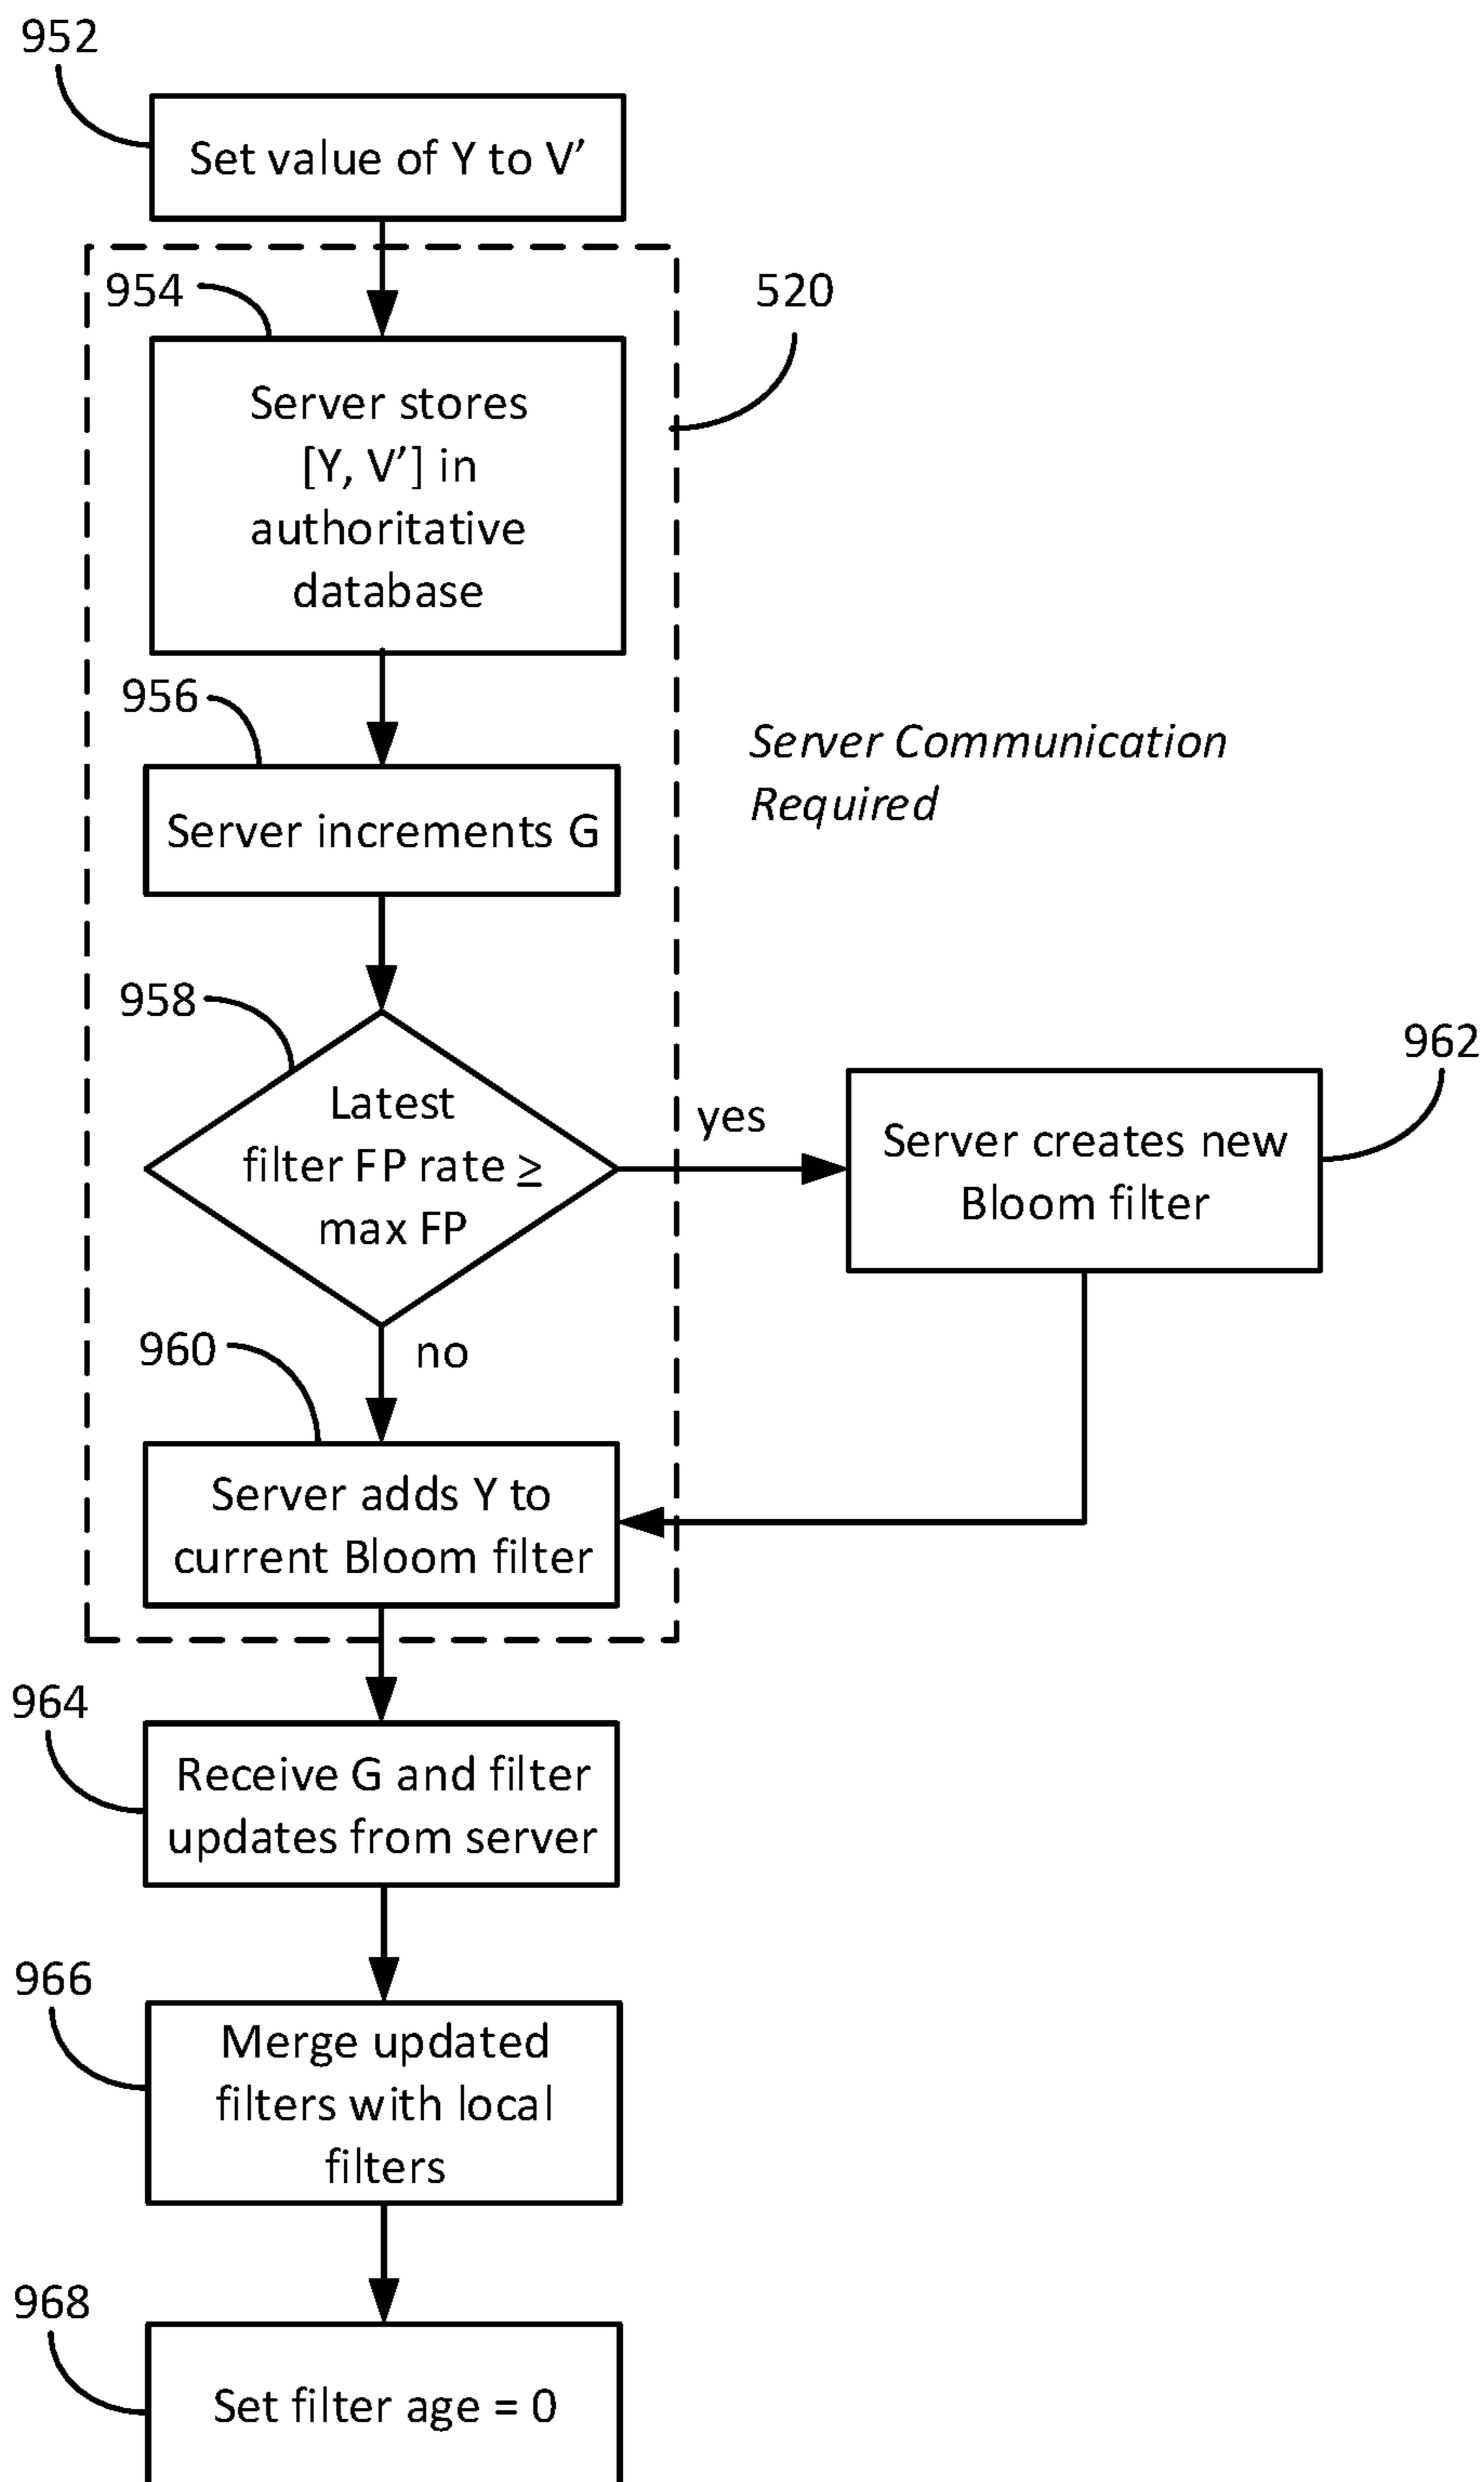 952
Set value of Y to V’
954
520
Server stores
[Y, V’] in
authoritative
database
956
Server Communication
Required
Server increments G
958
962
Latest
filter FP rate ≥
max FP
yes
Server creates new
Bloom filter
960
no
Server adds Y to
current Bloom filter
964
Receive G and filter
updates from server
966
Merge updated
filters with local
filters
968
Set filter age = 0